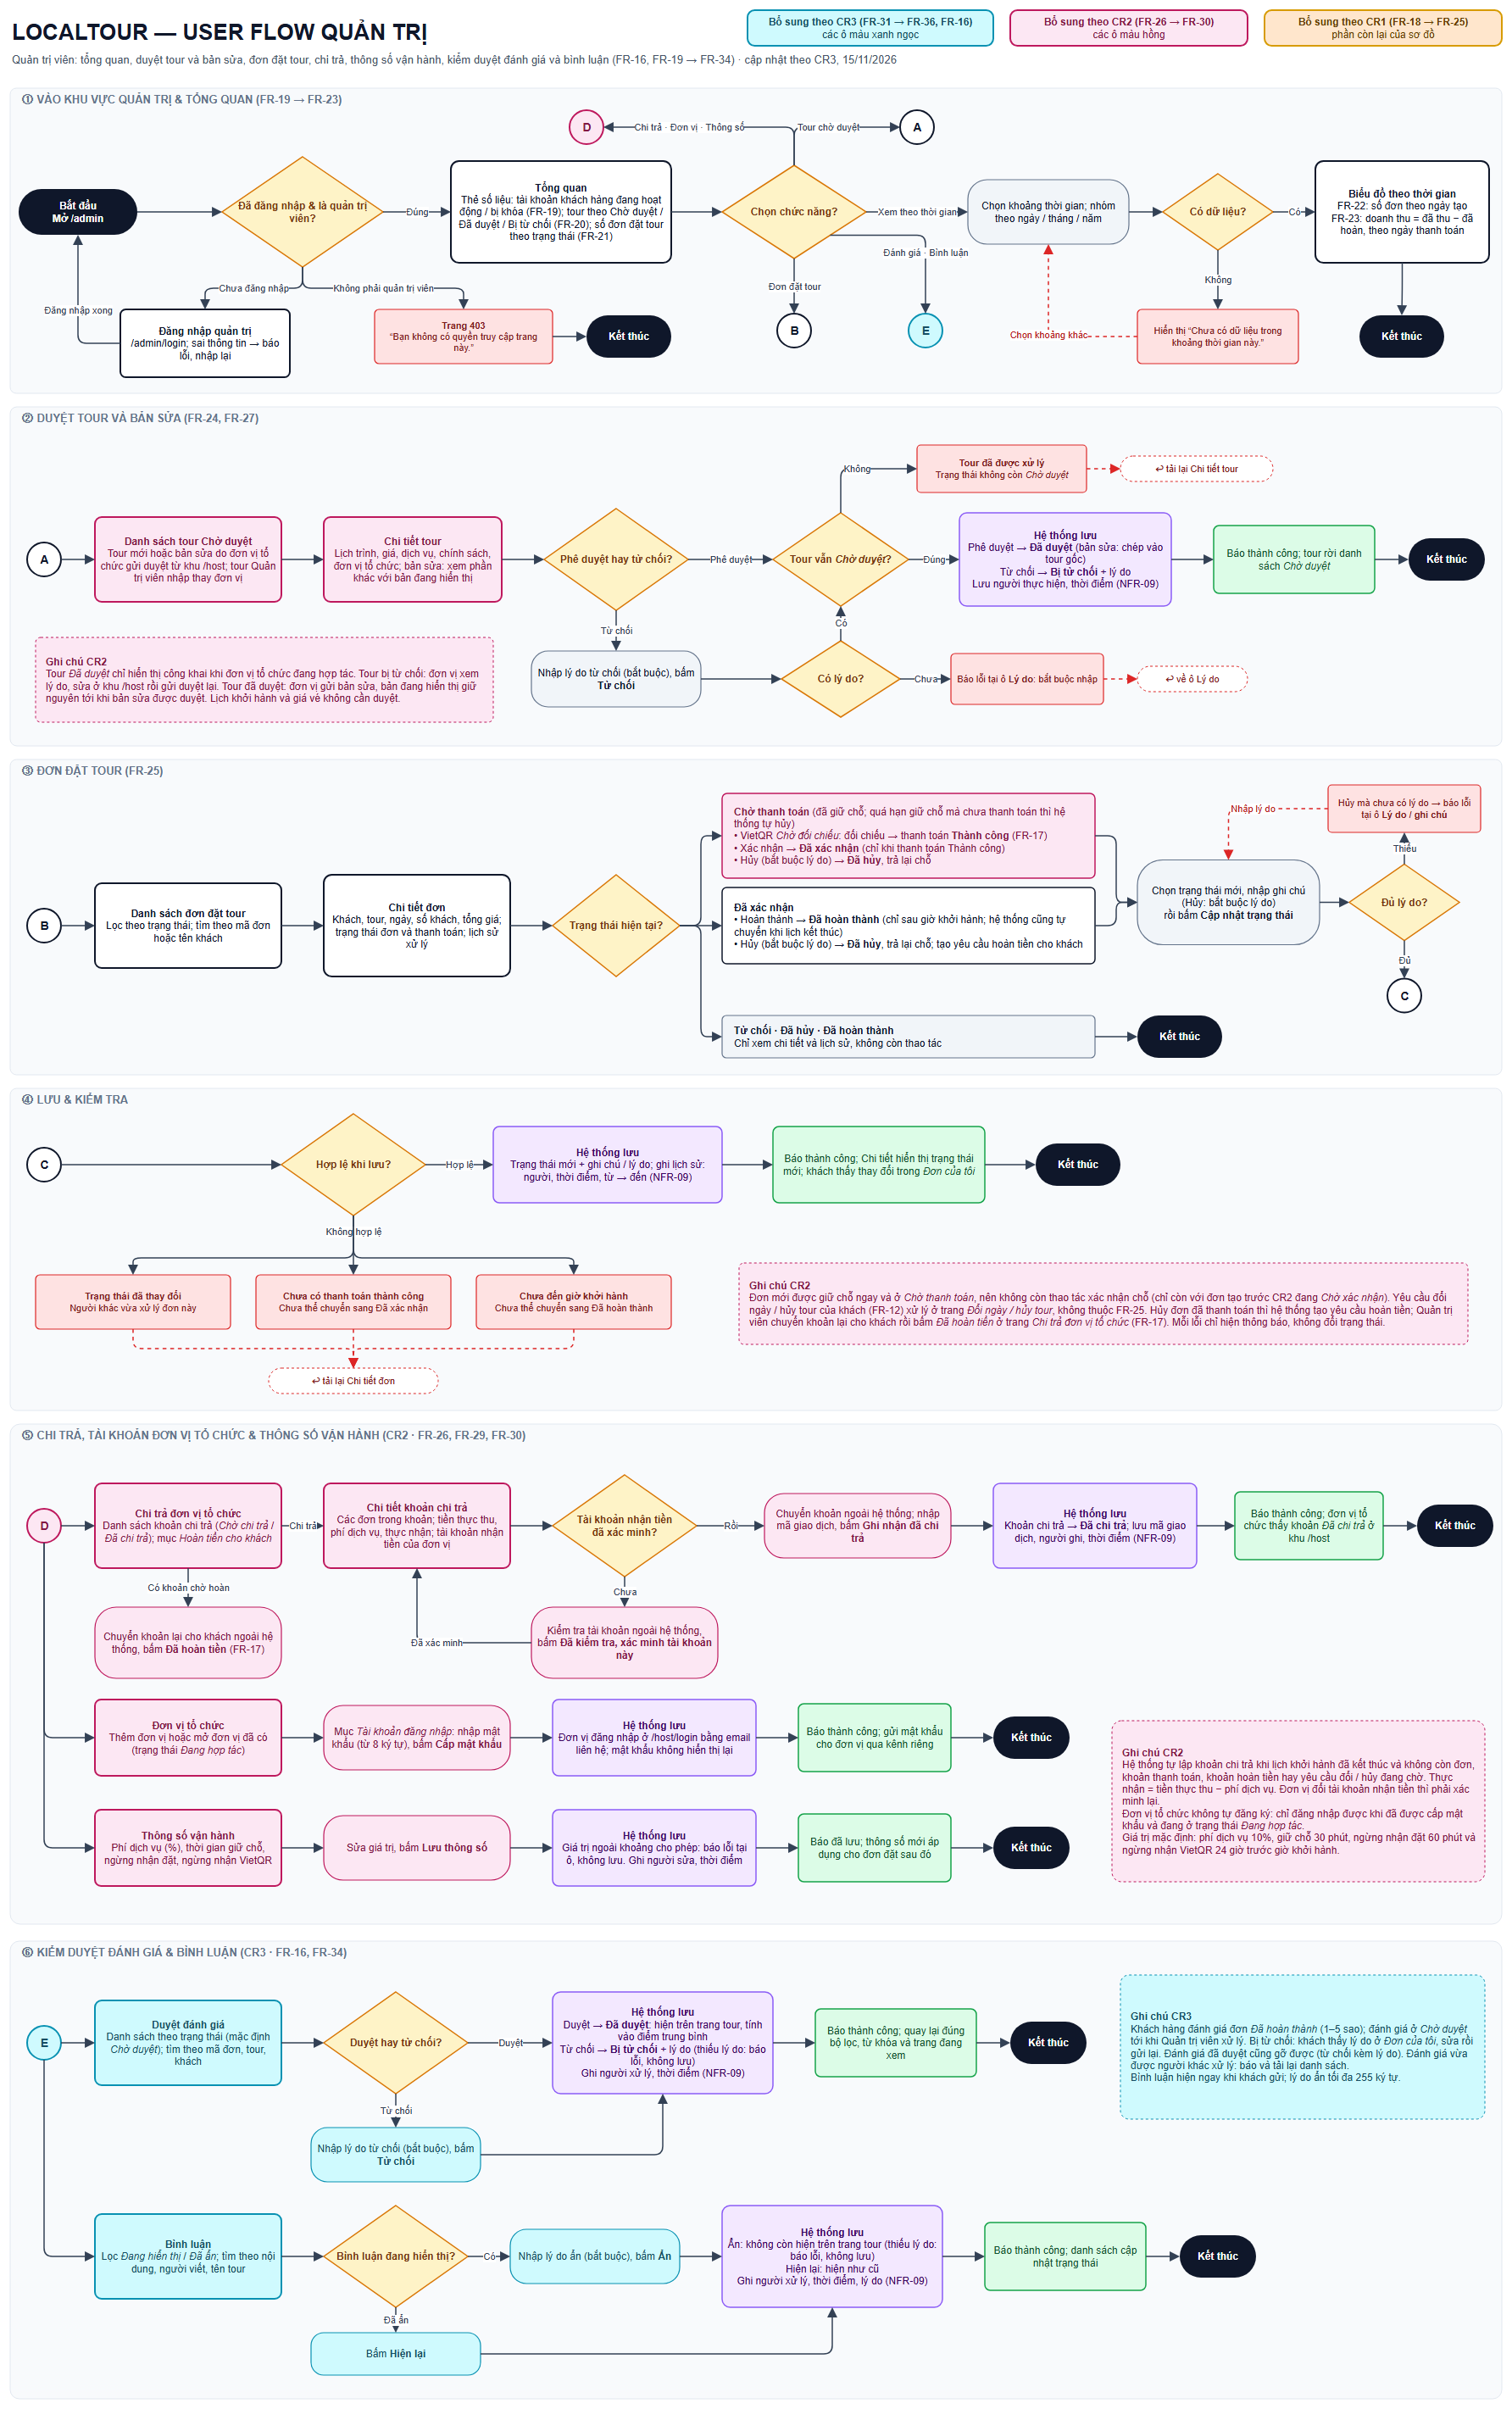 LOCALTOUR — USER FLOW QUẢN TRỊ
Quản trị viên: tổng quan, duyệt tour và bản sửa, đơn đặt tour, chi trả, thông số vận hành, kiểm duyệt đánh giá và bình luận (FR-16, FR-19 → FR-34) · cập nhật theo CR3, 15/11/2026
Bổ sung theo CR3 (FR-31 → FR-36, FR-16)
các ô màu xanh ngọc
Bổ sung theo CR2 (FR-26 → FR-30)
các ô màu hồng
Bổ sung theo CR1 (FR-18 → FR-25)
phần còn lại của sơ đồ
① VÀO KHU VỰC QUẢN TRỊ & TỔNG QUAN (FR-19 → FR-23)
D
Chi trả · Đơn vị · Thông số
Tour chờ duyệt
A
Bắt đầu
Mở /admin
Đã đăng nhập & là quản trị
viên?
Đúng
Tổng quan
Thẻ số liệu: tài khoản khách hàng đang hoạt
động / bị khóa (FR-19); tour theo Chờ duyệt /
Đã duyệt / Bị từ chối (FR-20); số đơn đặt tour
theo trạng thái (FR-21)
Chọn chức năng?
Xem theo thời gian
Chọn khoảng thời gian; nhóm
theo ngày / tháng / năm
Có dữ liệu?
Có
Biểu đồ theo thời gian
FR-22: số đơn theo ngày tạo
FR-23: doanh thu = đã thu − đã
hoàn, theo ngày thanh toán
Đánh giá · Bình luận
Đơn đặt tour
Không
Chưa đăng nhập
Không phải quản trị viên
Đăng nhập xong
Đăng nhập quản trị
/admin/login; sai thông tin → báo
lỗi, nhập lại
Trang 403
“Bạn không có quyền truy cập trang
này.”
Kết thúc
B
E
Chọn khoảng khác
Hiển thị “Chưa có dữ liệu trong
khoảng thời gian này.”
Kết thúc
② DUYỆT TOUR VÀ BẢN SỬA (FR-24, FR-27)
Không
Tour đã được xử lý
Trạng thái không còn Chờ duyệt
↩ tải lại Chi tiết tour
A
Danh sách tour Chờ duyệt
Tour mới hoặc bản sửa do đơn vị tổ
chức gửi duyệt từ khu /host; tour Quản
trị viên nhập thay đơn vị
Chi tiết tour
Lịch trình, giá, dịch vụ, chính sách,
đơn vị tổ chức; bản sửa: xem phần
khác với bản đang hiển thị
Phê duyệt hay từ chối?
Phê duyệt
Tour vẫn Chờ duyệt?
Đúng
Hệ thống lưu
Phê duyệt → Đã duyệt (bản sửa: chép vào
tour gốc)
Từ chối → Bị từ chối + lý do
Lưu người thực hiện, thời điểm (NFR-09)
Báo thành công; tour rời danh
sách Chờ duyệt
Kết thúc
Từ chối
Có
Ghi chú CR2
Tour Đã duyệt chỉ hiển thị công khai khi đơn vị tổ chức đang hợp tác. Tour bị từ chối: đơn vị xem
lý do, sửa ở khu /host rồi gửi duyệt lại. Tour đã duyệt: đơn vị gửi bản sửa, bản đang hiển thị giữ
nguyên tới khi bản sửa được duyệt. Lịch khởi hành và giá vé không cần duyệt.
Nhập lý do từ chối (bắt buộc), bấm
Từ chối
Có lý do?
Chưa
Báo lỗi tại ô Lý do: bắt buộc nhập
↩ về ô Lý do
③ ĐƠN ĐẶT TOUR (FR-25)
Chờ thanh toán (đã giữ chỗ; quá hạn giữ chỗ mà chưa thanh toán thì hệ
thống tự hủy)
• VietQR Chờ đối chiếu: đối chiếu → thanh toán Thành công (FR-17)
• Xác nhận → Đã xác nhận (chỉ khi thanh toán Thành công)
• Hủy (bắt buộc lý do) → Đã hủy, trả lại chỗ
Nhập lý do
Hủy mà chưa có lý do → báo lỗi
tại ô Lý do / ghi chú
Thiếu
B
Danh sách đơn đặt tour
Lọc theo trạng thái; tìm theo mã đơn
hoặc tên khách
Chi tiết đơn
Khách, tour, ngày, số khách, tổng giá;
trạng thái đơn và thanh toán; lịch sử
xử lý
Trạng thái hiện tại?
Đã xác nhận
• Hoàn thành → Đã hoàn thành (chỉ sau giờ khởi hành; hệ thống cũng tự
chuyển khi lịch kết thúc)
• Hủy (bắt buộc lý do) → Đã hủy, trả lại chỗ; tạo yêu cầu hoàn tiền cho khách
Chọn trạng thái mới, nhập ghi chú
(Hủy: bắt buộc lý do)
rồi bấm Cập nhật trạng thái
Đủ lý do?
Đủ
C
Từ chối · Đã hủy · Đã hoàn thành
Chỉ xem chi tiết và lịch sử, không còn thao tác
Kết thúc
④ LƯU & KIỂM TRA
C
Hợp lệ khi lưu?
Hợp lệ
Hệ thống lưu
Trạng thái mới + ghi chú / lý do; ghi lịch sử:
người, thời điểm, từ → đến (NFR-09)
Báo thành công; Chi tiết hiển thị trạng thái
mới; khách thấy thay đổi trong Đơn của tôi
Kết thúc
Không hợp lệ
Trạng thái đã thay đổi
Người khác vừa xử lý đơn này
Chưa có thanh toán thành công
Chưa thể chuyển sang Đã xác nhận
Chưa đến giờ khởi hành
Chưa thể chuyển sang Đã hoàn thành
↩ tải lại Chi tiết đơn
Ghi chú CR2
Đơn mới được giữ chỗ ngay và ở Chờ thanh toán, nên không còn thao tác xác nhận chỗ (chỉ còn với đơn tạo trước CR2 đang Chờ xác nhận). Yêu cầu đổi
ngày / hủy tour của khách (FR-12) xử lý ở trang Đổi ngày / hủy tour, không thuộc FR-25. Hủy đơn đã thanh toán thì hệ thống tạo yêu cầu hoàn tiền; Quản trị
viên chuyển khoản lại cho khách rồi bấm Đã hoàn tiền ở trang Chi trả đơn vị tổ chức (FR-17). Mỗi lỗi chỉ hiện thông báo, không đổi trạng thái.
⑤ CHI TRẢ, TÀI KHOẢN ĐƠN VỊ TỔ CHỨC & THÔNG SỐ VẬN HÀNH (CR2 · FR-26, FR-29, FR-30)
D
Chi trả đơn vị tổ chức
Danh sách khoản chi trả (Chờ chi trả /
Đã chi trả); mục Hoàn tiền cho khách
Chi trả
Chi tiết khoản chi trả
Các đơn trong khoản; tiền thực thu,
phí dịch vụ, thực nhận; tài khoản nhận
tiền của đơn vị
Tài khoản nhận tiền
đã xác minh?
Rồi
Chuyển khoản ngoài hệ thống; nhập
mã giao dịch, bấm Ghi nhận đã chi
trả
Hệ thống lưu
Khoản chi trả → Đã chi trả; lưu mã giao
dịch, người ghi, thời điểm (NFR-09)
Báo thành công; đơn vị tổ
chức thấy khoản Đã chi trả ở
khu /host
Kết thúc
Có khoản chờ hoàn
Chưa
Chuyển khoản lại cho khách ngoài hệ
thống, bấm Đã hoàn tiền (FR-17)
Đã xác minh
Kiểm tra tài khoản ngoài hệ thống,
bấm Đã kiểm tra, xác minh tài khoản
này
Đơn vị tổ chức
Thêm đơn vị hoặc mở đơn vị đã có
(trạng thái Đang hợp tác)
Mục Tài khoản đăng nhập: nhập mật
khẩu (từ 8 ký tự), bấm Cấp mật khẩu
Hệ thống lưu
Đơn vị đăng nhập ở /host/login bằng email
liên hệ; mật khẩu không hiển thị lại
Báo thành công; gửi mật khẩu
cho đơn vị qua kênh riêng
Kết thúc
Thông số vận hành
Phí dịch vụ (%), thời gian giữ chỗ,
ngừng nhận đặt, ngừng nhận VietQR
Sửa giá trị, bấm Lưu thông số
Hệ thống lưu
Giá trị ngoài khoảng cho phép: báo lỗi tại
ô, không lưu. Ghi người sửa, thời điểm
Báo đã lưu; thông số mới áp
dụng cho đơn đặt sau đó
Kết thúc
Ghi chú CR2
Hệ thống tự lập khoản chi trả khi lịch khởi hành đã kết thúc và không còn đơn,
khoản thanh toán, khoản hoàn tiền hay yêu cầu đổi / hủy đang chờ. Thực
nhận = tiền thực thu − phí dịch vụ. Đơn vị đổi tài khoản nhận tiền thì phải xác
minh lại.
Đơn vị tổ chức không tự đăng ký: chỉ đăng nhập được khi đã được cấp mật
khẩu và đang ở trạng thái Đang hợp tác.
Giá trị mặc định: phí dịch vụ 10%, giữ chỗ 30 phút, ngừng nhận đặt 60 phút và
ngừng nhận VietQR 24 giờ trước giờ khởi hành.
⑥ KIỂM DUYỆT ĐÁNH GIÁ & BÌNH LUẬN (CR3 · FR-16, FR-34)
E
Duyệt đánh giá
Danh sách theo trạng thái (mặc định
Chờ duyệt); tìm theo mã đơn, tour,
khách
Duyệt hay từ chối?
Duyệt
Hệ thống lưu
Duyệt → Đã duyệt: hiện trên trang tour, tính
vào điểm trung bình
Từ chối → Bị từ chối + lý do (thiếu lý do: báo
lỗi, không lưu)
Ghi người xử lý, thời điểm (NFR-09)
Báo thành công; quay lại đúng
bộ lọc, từ khóa và trang đang
xem
Kết thúc
Ghi chú CR3
Khách hàng đánh giá đơn Đã hoàn thành (1–5 sao); đánh giá ở Chờ duyệt
tới khi Quản trị viên xử lý. Bị từ chối: khách thấy lý do ở Đơn của tôi, sửa rồi
gửi lại. Đánh giá đã duyệt cũng gỡ được (từ chối kèm lý do). Đánh giá vừa
được người khác xử lý: báo và tải lại danh sách.
Bình luận hiện ngay khi khách gửi; lý do ẩn tối đa 255 ký tự.
Từ chối
Nhập lý do từ chối (bắt buộc), bấm
Từ chối
Bình luận
Lọc Đang hiển thị / Đã ẩn; tìm theo nội
dung, người viết, tên tour
Bình luận đang hiển thị?
Có
Nhập lý do ẩn (bắt buộc), bấm Ẩn
Hệ thống lưu
Ẩn: không còn hiện trên trang tour (thiếu lý do:
báo lỗi, không lưu)
Hiện lại: hiện như cũ
Ghi người xử lý, thời điểm, lý do (NFR-09)
Báo thành công; danh sách cập
nhật trạng thái
Kết thúc
Đã ẩn
Bấm Hiện lại